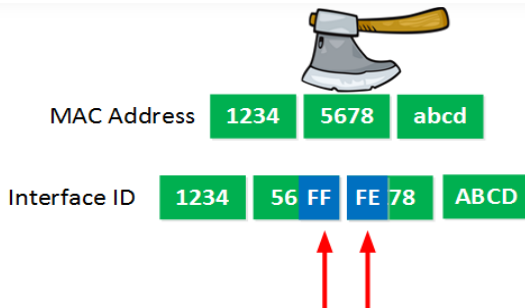 MAC Address 1234 5678 abcd
Interface ID 1234 56 FF FE 78 ABCD